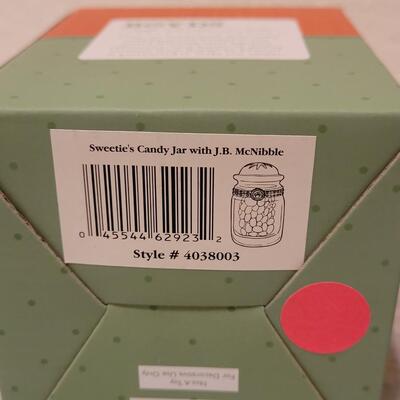 Sweetie's Candy Jar with J.B. McNibble
0 45544 62923 2
Style # 4038003
Not A Toy
For Decorative Use Only